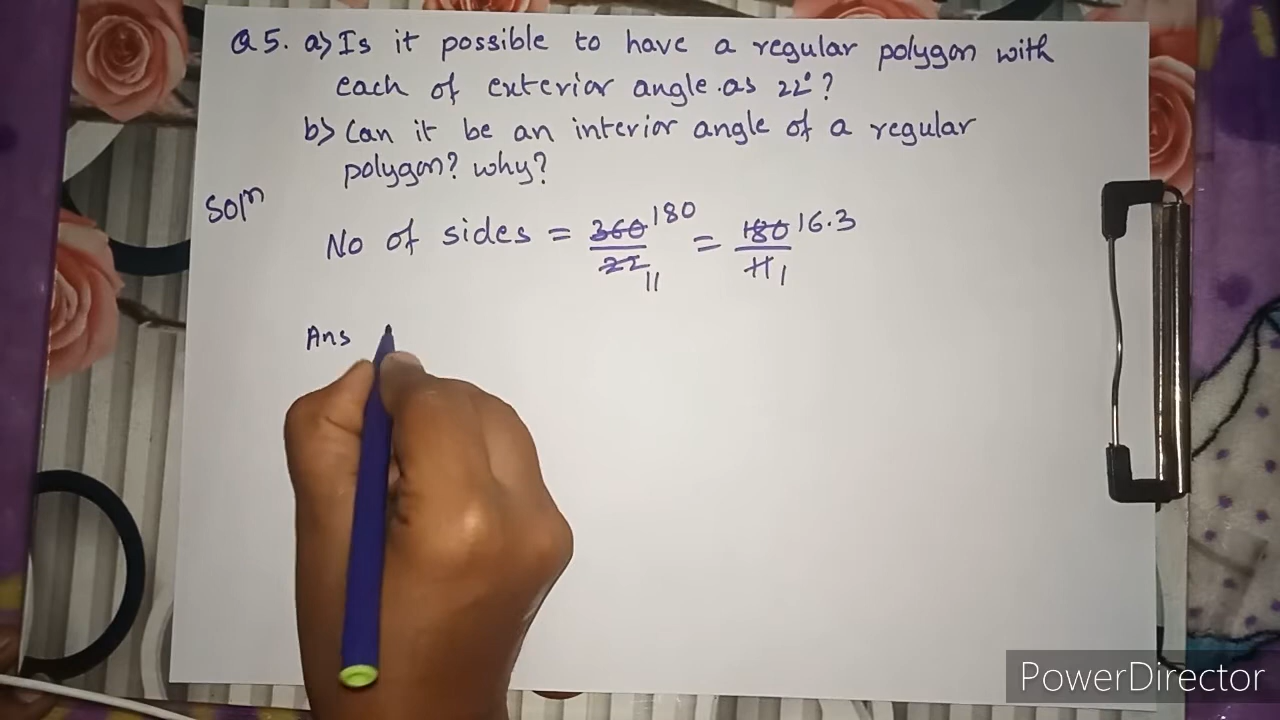 Q 5. a) Is it possible to have a regular polygon with
each of exterior angle as 22°?
b) Can it be an interior angle of a regular
polygon? why?
Soln
No of sides = 360 180 / 22 11 = 180 16.3 / 11 1
Ans
PowerDirector